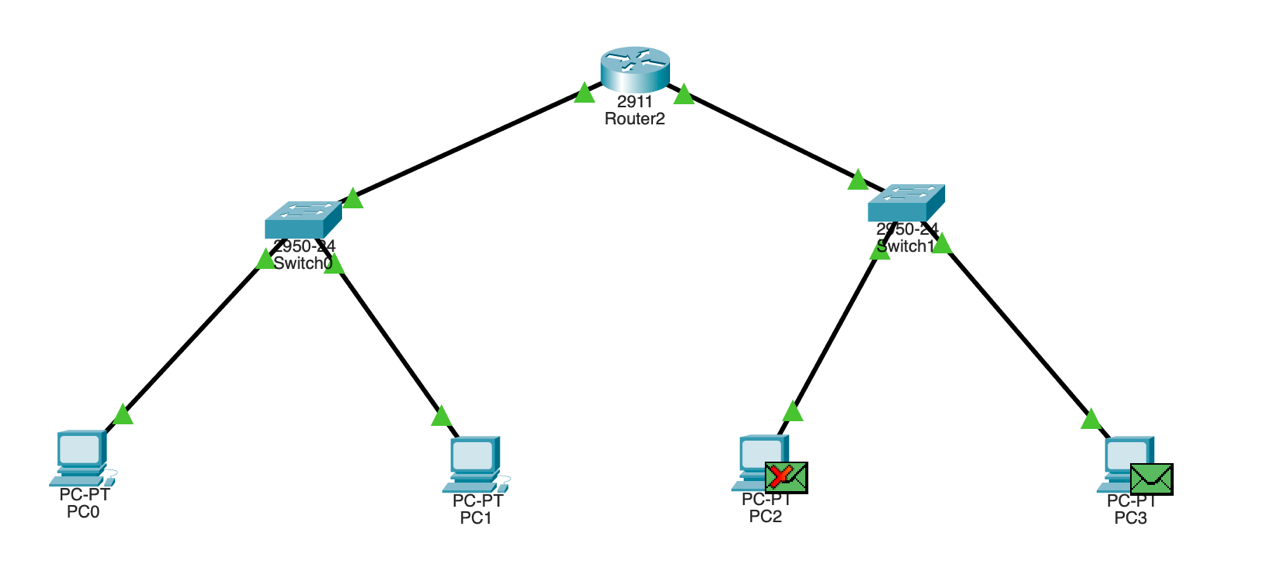 2911
Router2
2950-24
Switch0
2950-24
Switch1
PC-PT
PC0
PC-PT
PC1
PC-PT
PC2
PC-PT
PC3